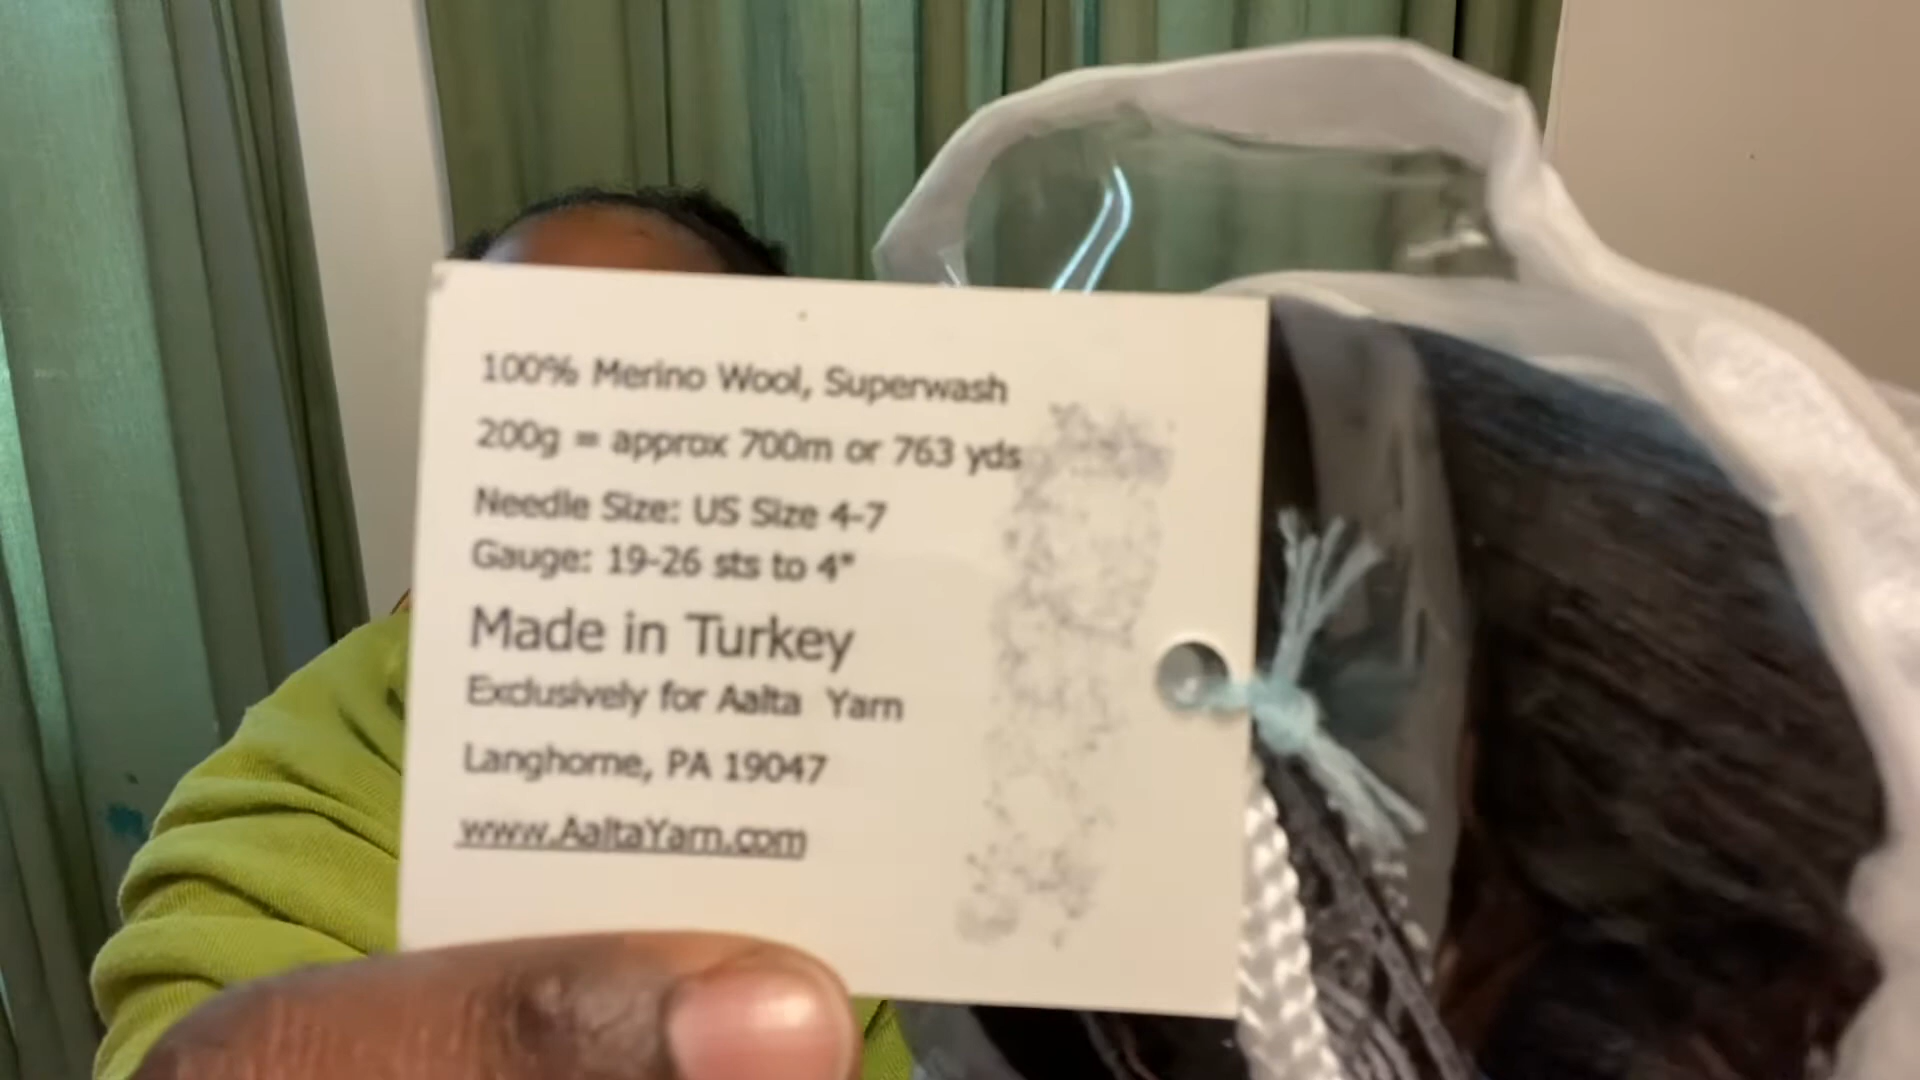 100% Merino Wool, Superwash
200g = approx 700m or 763 yds
Needle Size: US Size 4-7
Gauge: 19-26 sts to 4"
Made in Turkey
Exclusively for Aalta Yarn
Langhorne, PA 19047
www.AaltaYarn.com